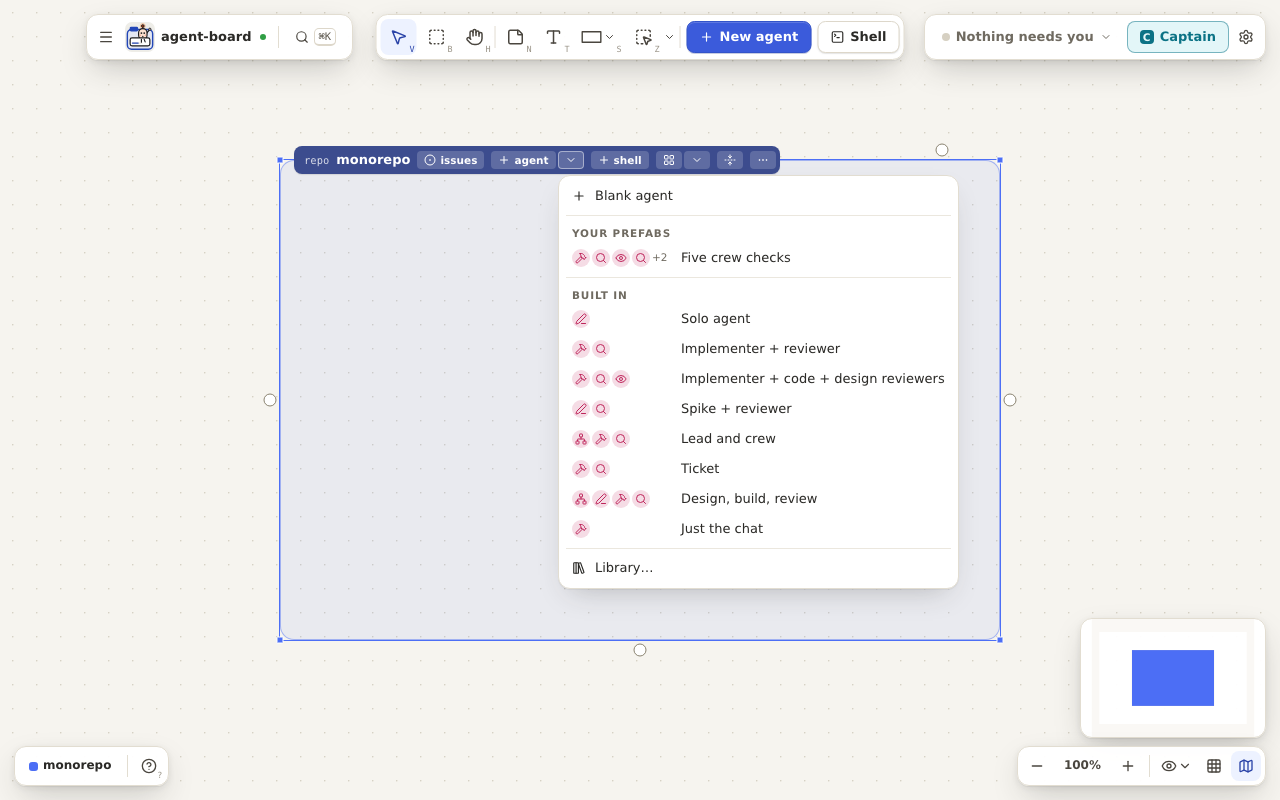 agent-board
⌘K
V
B
H
N
T
S
Z
New agent
Shell
Nothing needs you
C Captain
repo monorepo
issues
agent
shell
Blank agent
YOUR PREFABS
+2 Five crew checks
BUILT IN
Solo agent
Implementer + reviewer
Implementer + code + design reviewers
Spike + reviewer
Lead and crew
Ticket
Design, build, review
Just the chat
Library…
monorepo
?
100%